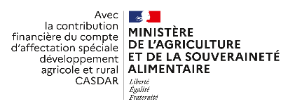 Avec
la contribution
financière du compte
d'affectation spéciale
développement
agricole et rural
CASDAR
MINISTÈRE
DE L'AGRICULTURE
ET DE LA SOUVERAINETÉ
ALIMENTAIRE
Liberté
Égalité
Fraternité